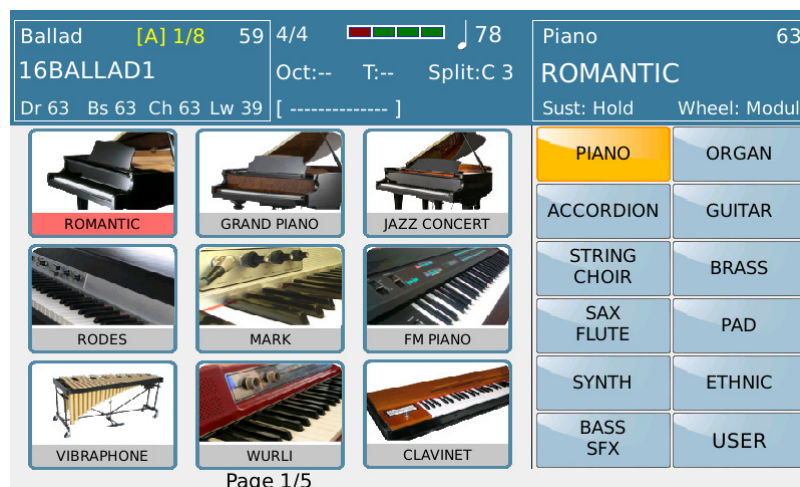 Ballad [A] 1/8 59
16BALLAD1
Dr 63 Bs 63 Ch 63 Lw 39
4/4 78
Oct:-- T:-- Split:C 3
[ -------------- ]
Piano 63
ROMANTIC
Sust: Hold Wheel: Modul
ROMANTIC
GRAND PIANO
JAZZ CONCERT
RODES
MARK
FM PIANO
VIBRAPHONE
WURLI
CLAVINET
Page 1/5
PIANO
ORGAN
ACCORDION
GUITAR
STRING
CHOIR
BRASS
SAX
FLUTE
PAD
SYNTH
ETHNIC
BASS
SFX
USER